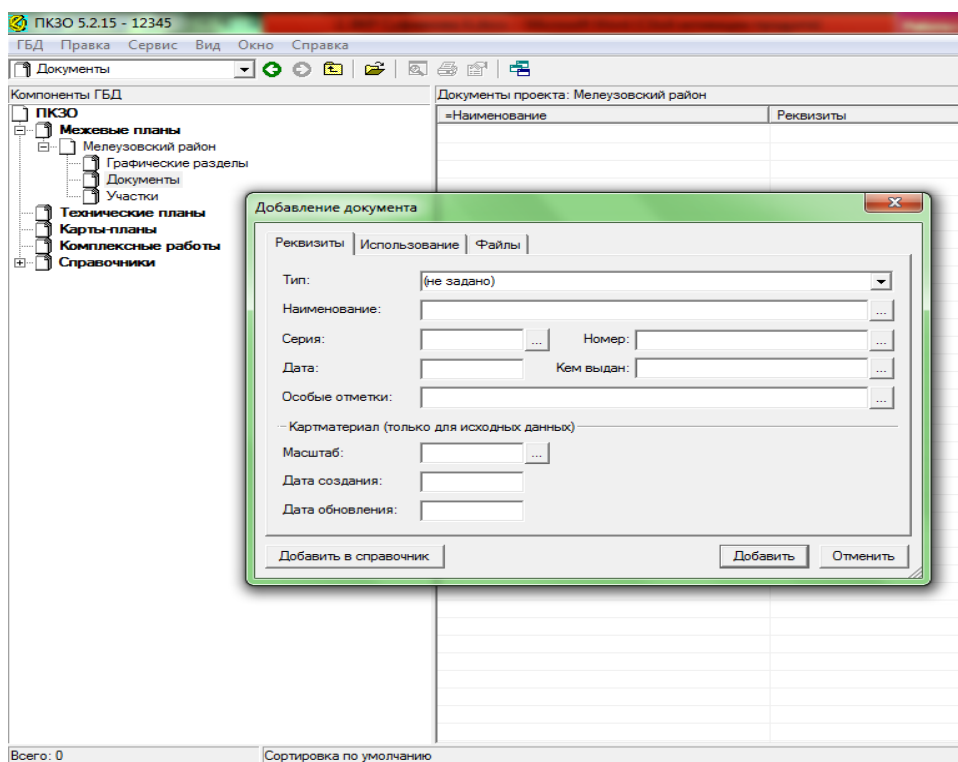 ПКЗО 5.2.15 - 12345
ГБД Правка Сервис Вид Окно Справка
Документы
Компоненты ГБД
Документы проекта: Мелеузовский район
ПКЗО
=Наименование Реквизиты
Межевые планы
Мелеузовский район
Графические разделы
Документы
Участки
Технические планы
Карты-планы
Комплексные работы
Справочники
Добавление документа
Реквизиты Использование Файлы
Тип: (не задано)
Наименование: ...
Серия: ... Номер: ...
Дата: Кем выдан: ...
Особые отметки: ...
Картматериал (только для исходных данных)
Масштаб: ...
Дата создания:
Дата обновления:
Добавить в справочник Добавить Отменить
Всего: 0 Сортировка по умолчанию